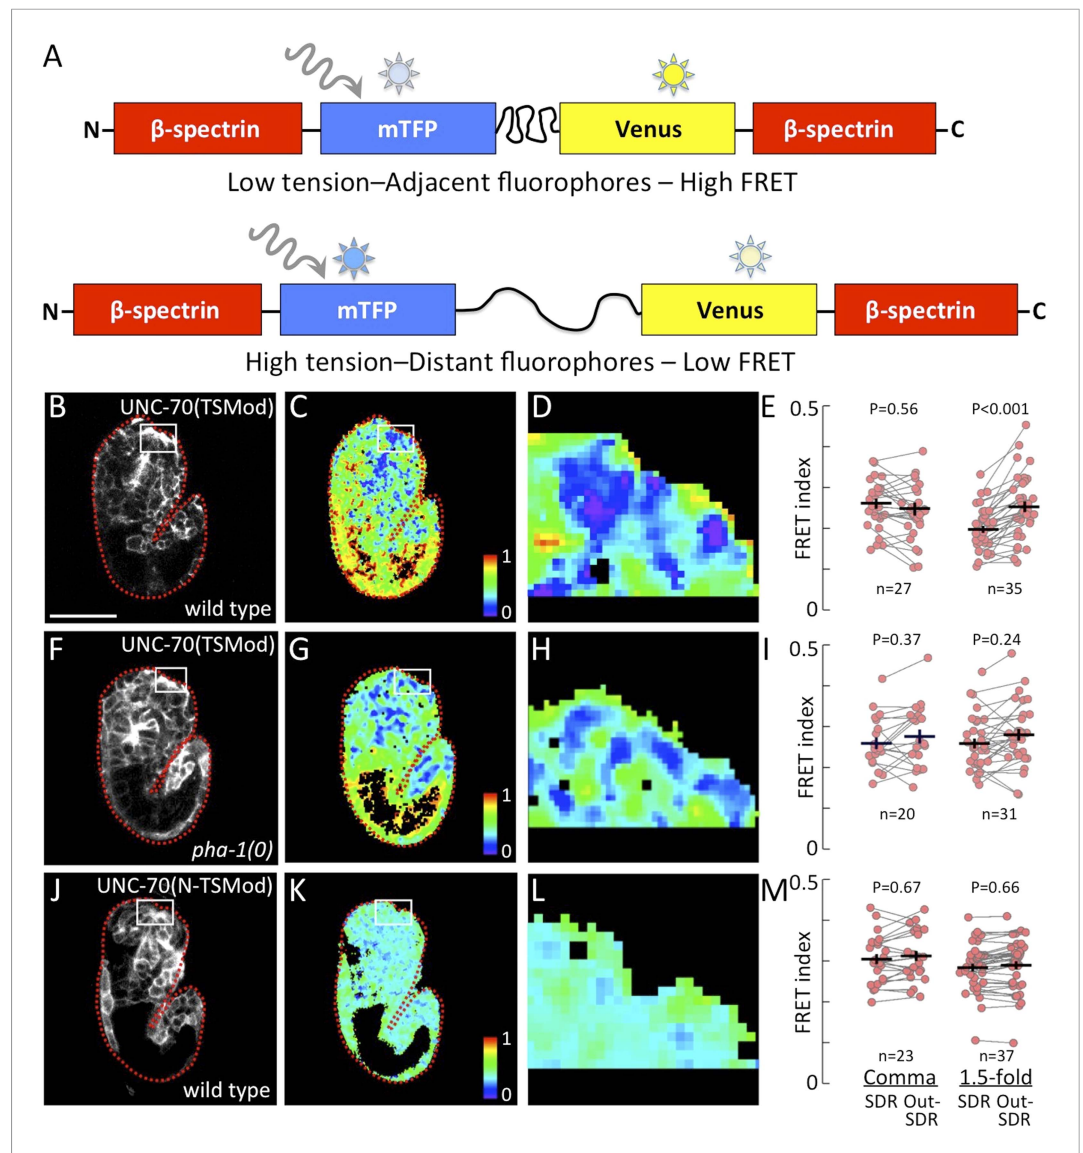 A
N
β-spectrin
mTFP
Venus
β-spectrin
C
Low tension–Adjacent fluorophores – High FRET
N
β-spectrin
mTFP
Venus
β-spectrin
C
High tension–Distant fluorophores – Low FRET
B
UNC-70(TSMod)
wild type
C
1
0
D
E
FRET index
0.5
0
P=0.56
P<0.001
n=27
n=35
F
UNC-70(TSMod)
pha-1(0)
G
1
0
H
I
FRET index
0.5
0
P=0.37
P=0.24
n=20
n=31
J
UNC-70(N-TSMod)
wild type
K
1
0
L
M
FRET index
0.5
0
P=0.67
P=0.66
n=23
n=37
Comma
1.5-fold
SDR Out-
SDR
SDR Out-
SDR